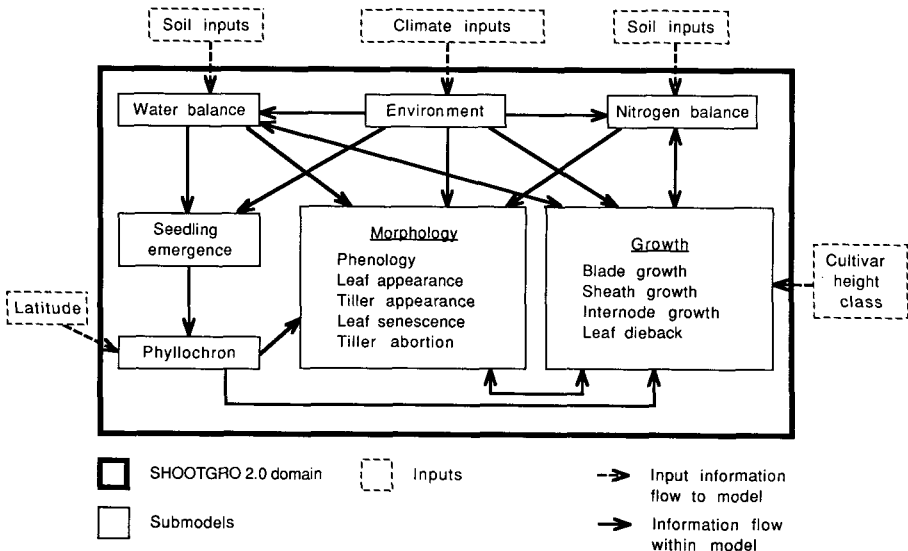 Soil inputs
Climate inputs
Soil inputs
Water balance
Environment
Nitrogen balance
Seedling
emergence
Morphology
Phenology
Leaf appearance
Tiller appearance
Leaf senescence
Tiller abortion
Growth
Blade growth
Sheath growth
Internode growth
Leaf dieback
Cultivar
height
class
Latitude
Phyllochron
SHOOTGRO 2.0 domain
Inputs
Input information
flow to model
Submodels
Information flow
within model